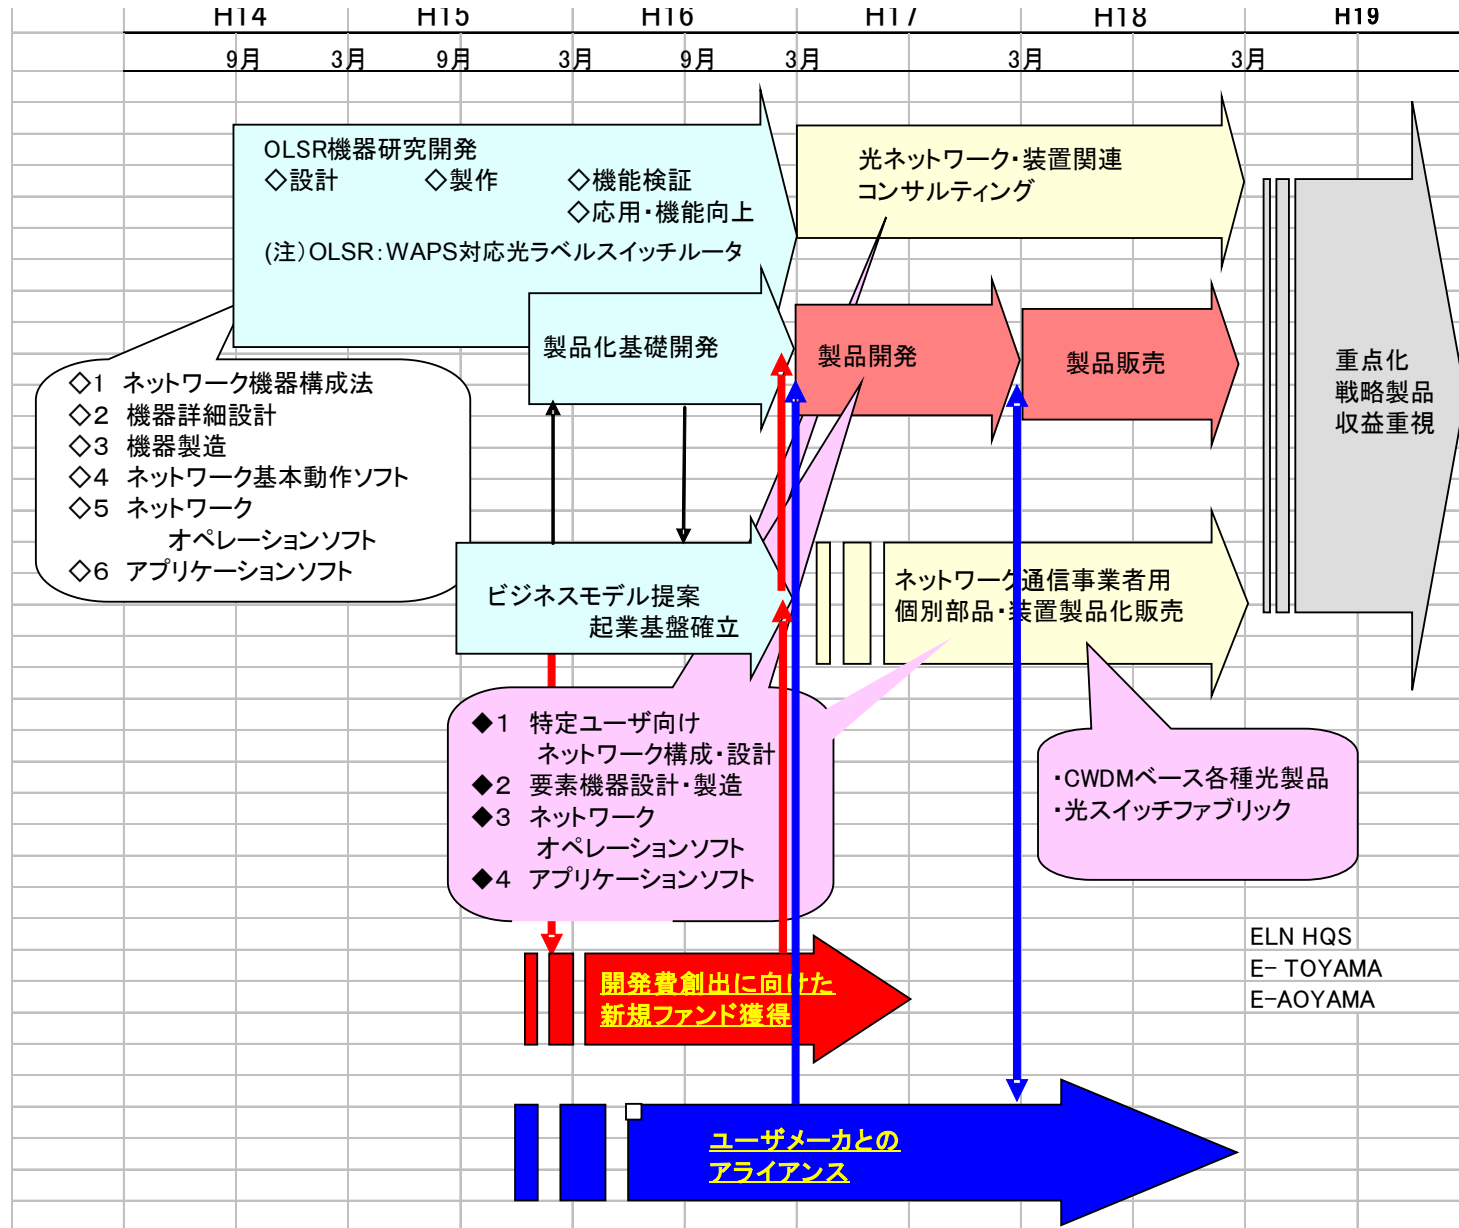 H14 H15 H16 H17 H18 H19
9月 3月 9月 3月 9月 3月 3月 3月
OLSR機器研究開発
◇設計 ◇製作 ◇機能検証
◇応用・機能向上
(注)OLSR：WAPS対応光ラベルスイッチルータ
光ネットワーク・装置関連
コンサルティング
製品化基礎開発
製品開発
製品販売
重点化
戦略製品
収益重視
◇1 ネットワーク機器構成法
◇2 機器詳細設計
◇3 機器製造
◇4 ネットワーク基本動作ソフト
◇5 ネットワーク
オペレーションソフト
◇6 アプリケーションソフト
ビジネスモデル提案
起業基盤確立
ネットワーク通信事業者用
個別部品・装置製品化販売
◆1 特定ユーザ向け
ネットワーク構成・設計
◆2 要素機器設計・製造
◆3 ネットワーク
オペレーションソフト
◆4 アプリケーションソフト
・CWDMベース各種光製品
・光スイッチファブリック
ELN HQS
E- TOYAMA
E-AOYAMA
開発費創出に向けた
新規ファンド獲得
ユーザメーカとの
アライアンス